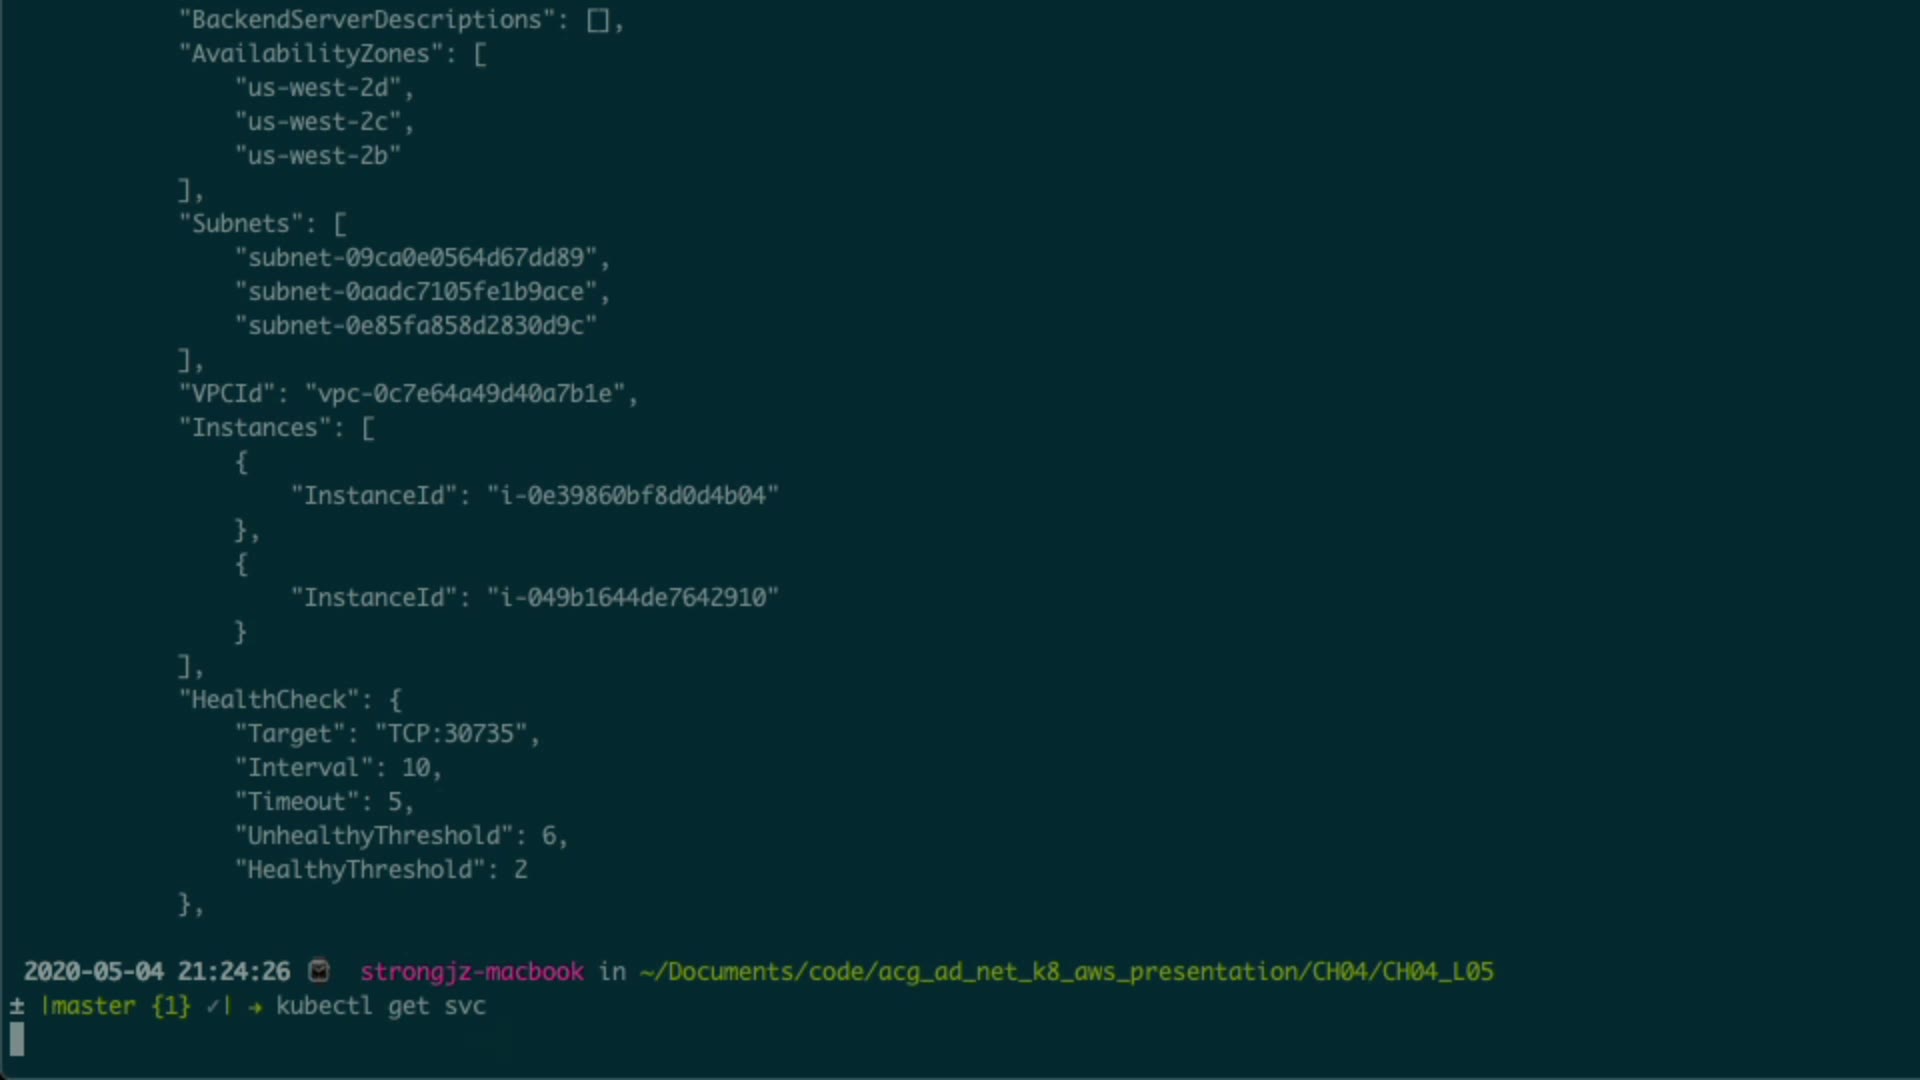 "BackendServerDescriptions": [],
"AvailabilityZones": [
"us-west-2d",
"us-west-2c",
"us-west-2b"
],
"Subnets": [
"subnet-09ca0e0564d67dd89",
"subnet-0aadc7105fe1b9ace",
"subnet-0e85fa858d2830d9c"
],
"VPCId": "vpc-0c7e64a49d40a7b1e",
"Instances": [
{
"InstanceId": "i-0e39860bf8d0d4b04"
},
{
"InstanceId": "i-049b1644de7642910"
}
],
"HealthCheck": {
"Target": "TCP:30735",
"Interval": 10,
"Timeout": 5,
"UnhealthyThreshold": 6,
"HealthyThreshold": 2
},
2020-05-04 21:24:26 ⌚ strongjz-macbook in ~/Documents/code/acg_ad_net_k8_aws_presentation/CH04/CH04_L05
± |master {1} ✓| → kubectl get svc